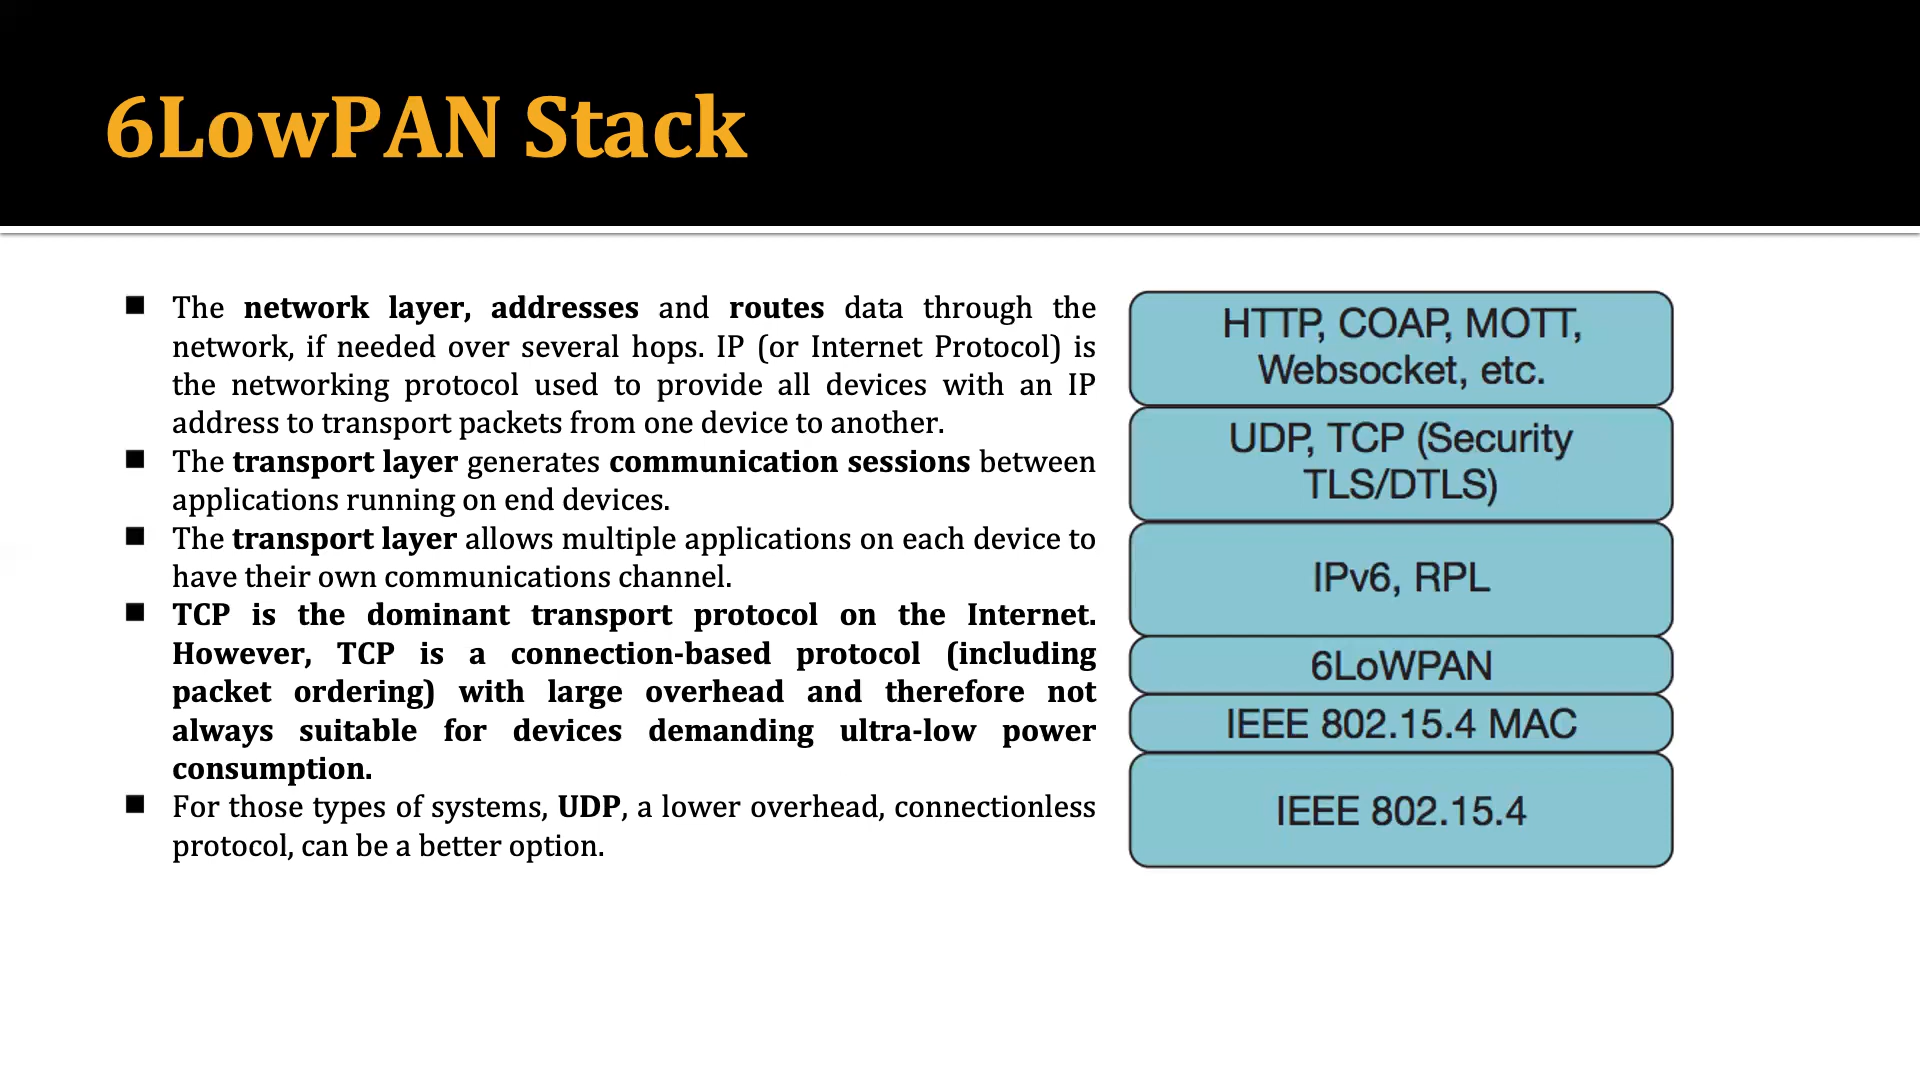 6LowPAN Stack
The network layer, addresses and routes data through the
network, if needed over several hops. IP (or Internet Protocol) is
the networking protocol used to provide all devices with an IP
address to transport packets from one device to another.
The transport layer generates communication sessions between
applications running on end devices.
The transport layer allows multiple applications on each device to
have their own communications channel.
TCP is the dominant transport protocol on the Internet.
However, TCP is a connection-based protocol (including
packet ordering) with large overhead and therefore not
always suitable for devices demanding ultra-low power
consumption.
For those types of systems, UDP, a lower overhead, connectionless
protocol, can be a better option.
HTTP, COAP, MOTT,
Websocket, etc.
UDP, TCP (Security
TLS/DTLS)
IPv6, RPL
6LoWPAN
IEEE 802.15.4 MAC
IEEE 802.15.4